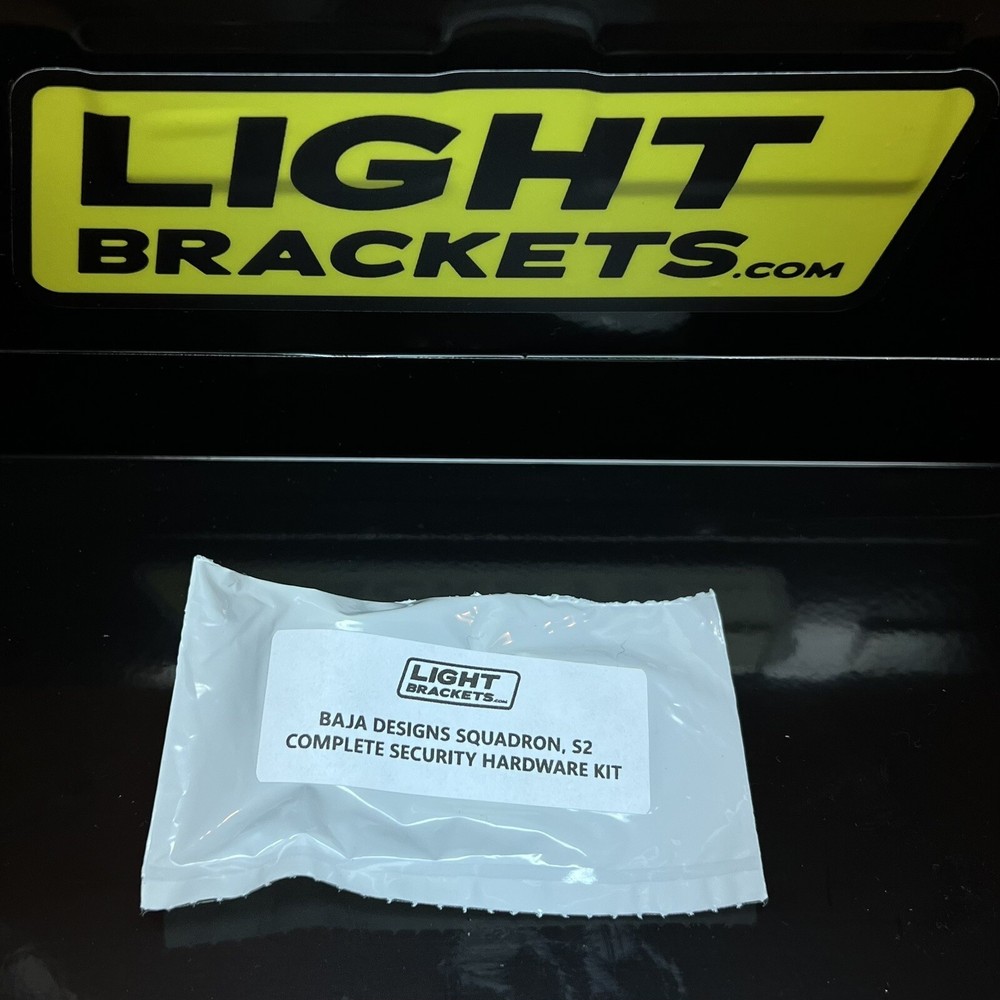 LIGHT
BRACKETS.COM
LIGHT
BRACKETS.COM
BAJA DESIGNS SQUADRON, S2
COMPLETE SECURITY HARDWARE KIT